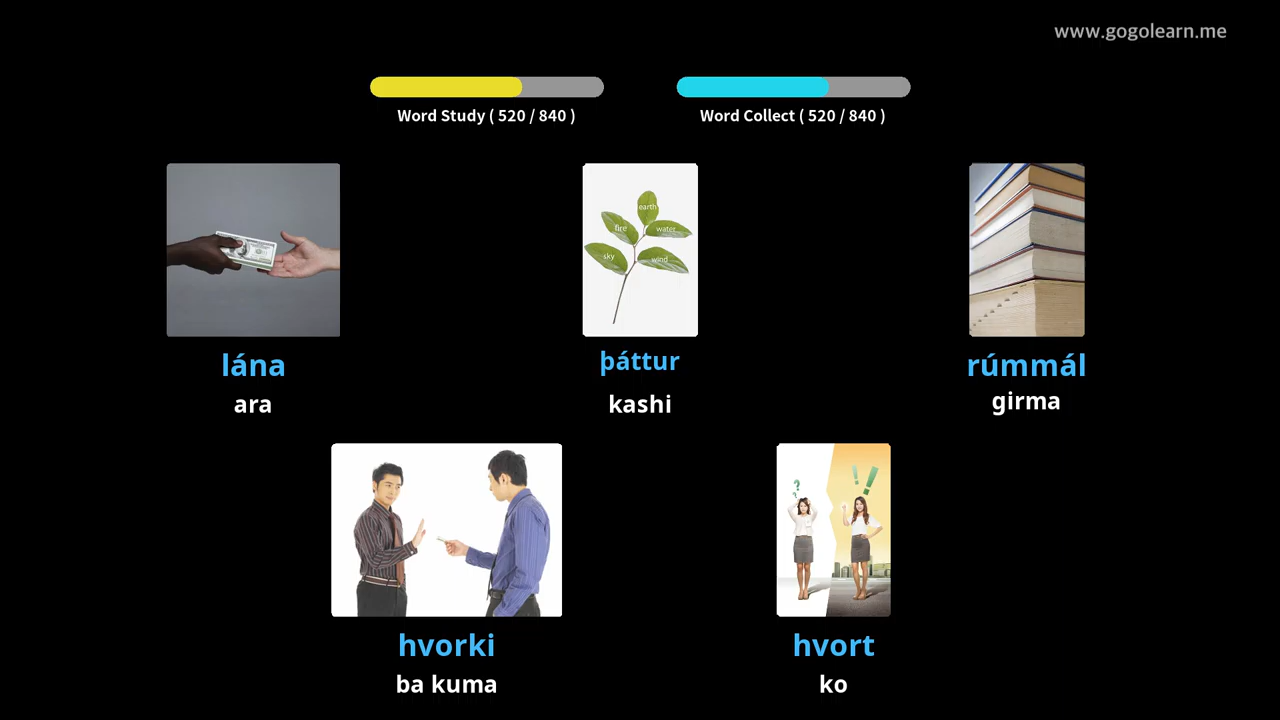 www.gogolearn.me
Word Study ( 520 / 840 )
Word Collect ( 520 / 840 )
earth
fire
water
sky
wind
lána
þáttur
rúmmál
ara
kashi
girma
? ! !
hvorki
hvort
ba kuma
ko